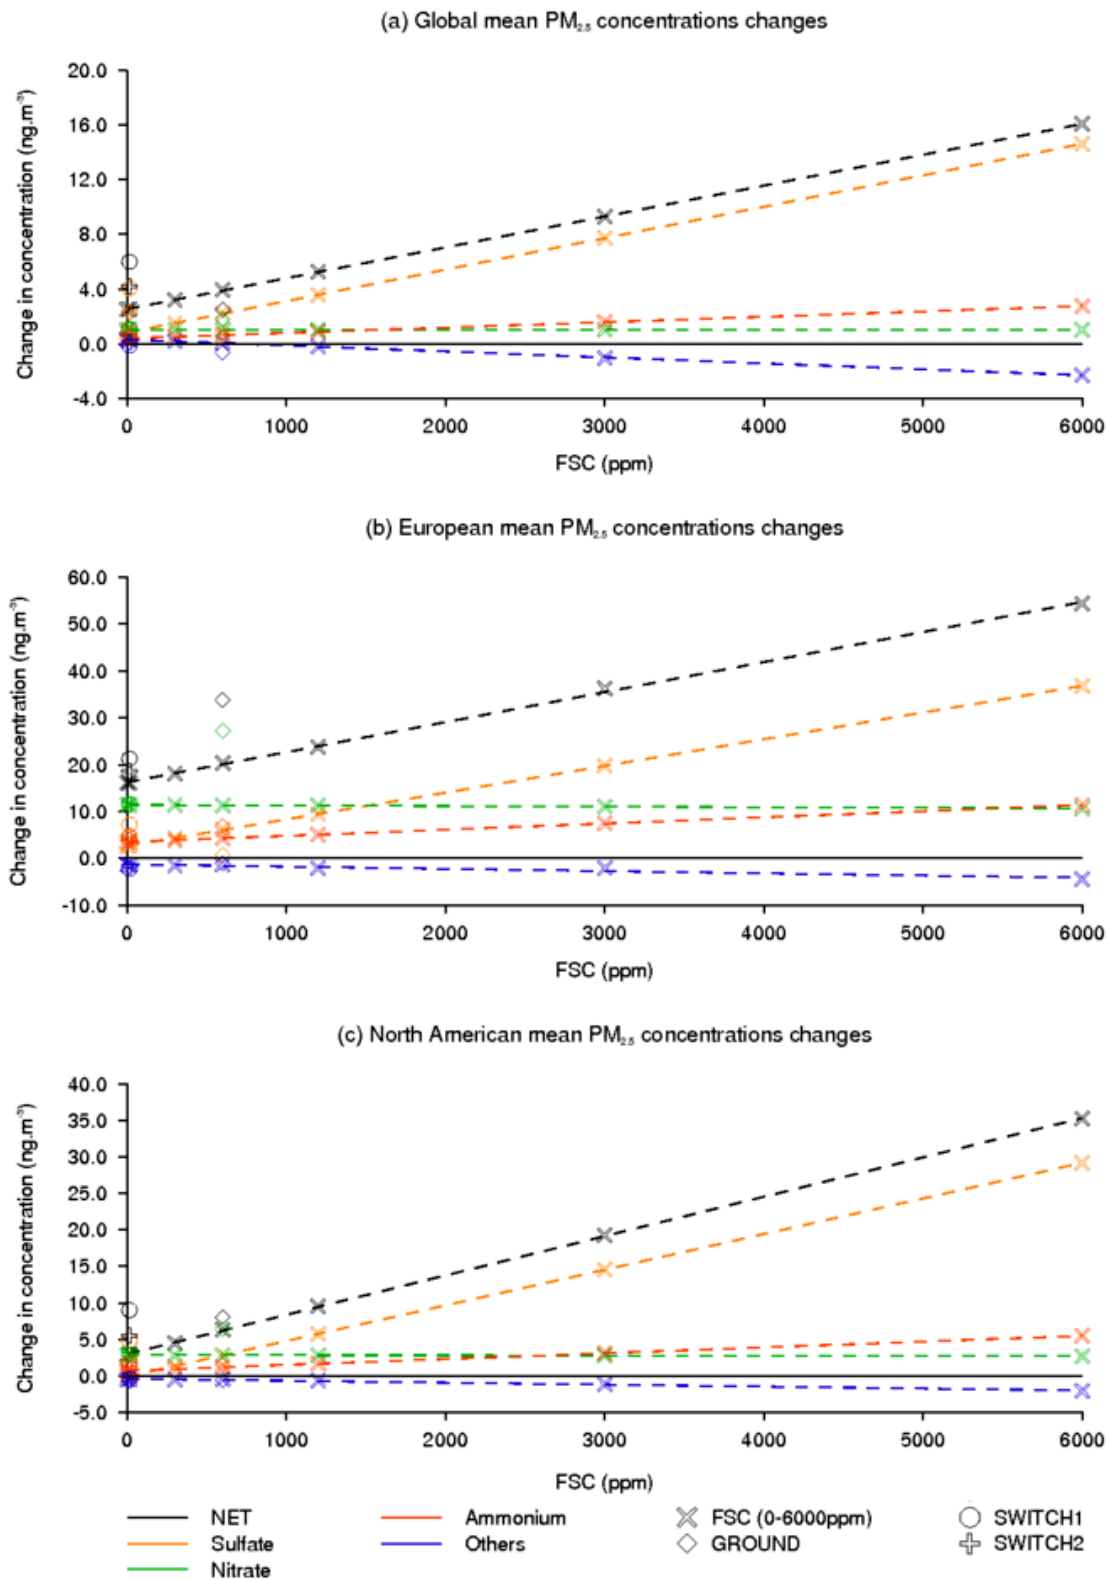 (a) Global mean PM2.5 concentrations changes
20.0
16.0
12.0
8.0
4.0
0.0
-4.0
Change in concentration (ng.m-3)
0 1000 2000 3000 4000 5000 6000
FSC (ppm)
(b) European mean PM2.5 concentrations changes
60.0
50.0
40.0
30.0
20.0
10.0
0.0
-10.0
Change in concentration (ng.m-3)
0 1000 2000 3000 4000 5000 6000
FSC (ppm)
(c) North American mean PM2.5 concentrations changes
40.0
35.0
30.0
25.0
20.0
15.0
10.0
5.0
0.0
-5.0
Change in concentration (ng.m-3)
0 1000 2000 3000 4000 5000 6000
FSC (ppm)
NET Ammonium FSC (0-6000ppm) SWITCH1
Sulfate Others GROUND SWITCH2
Nitrate